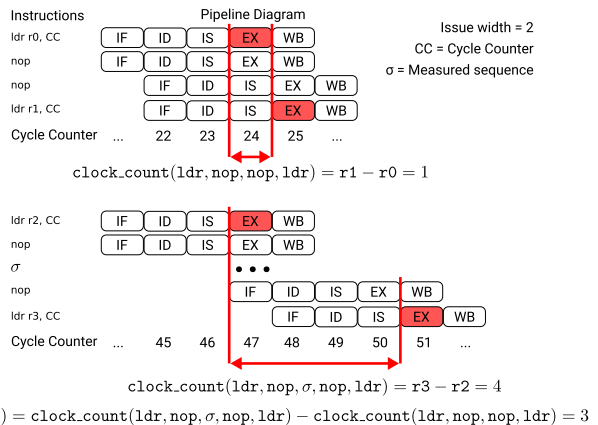 Instructions Pipeline Diagram
Issue width = 2
ldr r0, CC IF ID IS EX WB
CC = Cycle Counter
nop IF ID IS EX WB
σ = Measured sequence
nop IF ID IS EX WB
ldr r1, CC IF ID IS EX WB
Cycle Counter ... 22 23 24 25 ...
clock_count(ldr, nop, nop, ldr) = r1 − r0 = 1
ldr r2, CC IF ID IS EX WB
nop IF ID IS EX WB
σ •••
nop IF ID IS EX WB
ldr r3, CC IF ID IS EX WB
Cycle Counter ... 45 46 47 48 49 50 51 ...
clock_count(ldr, nop, σ, nop, ldr) = r3 − r2 = 4
) = clock_count(ldr, nop, σ, nop, ldr) − clock_count(ldr, nop, nop, ldr) = 3